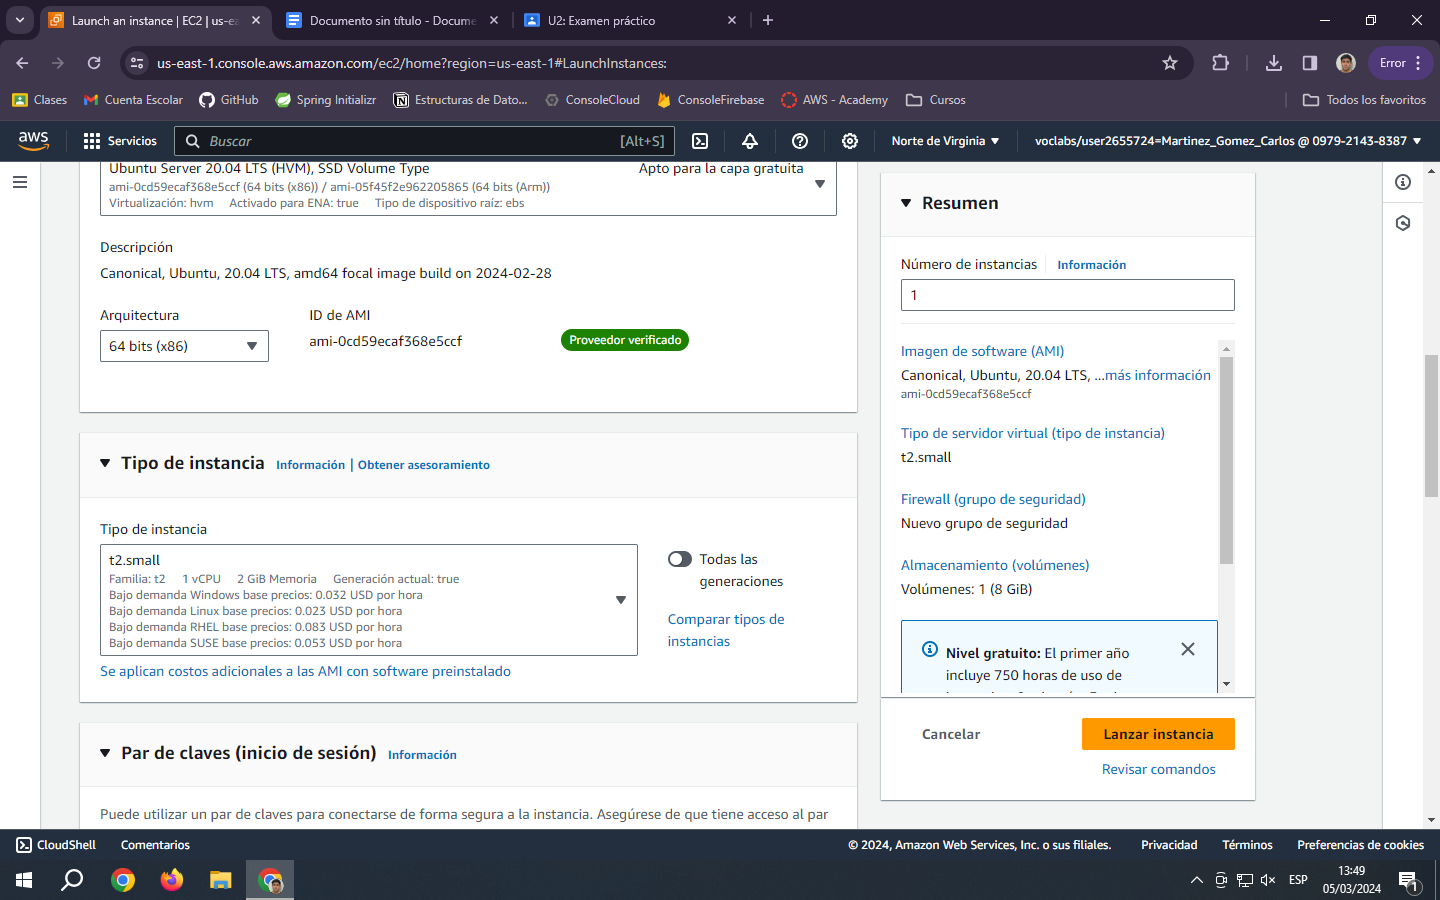 Launch an instance | EC2 | us-ea
Documento sin título - Docume
U2: Examen práctico
us-east-1.console.aws.amazon.com/ec2/home?region=us-east-1#LaunchInstances:
Error
Clases
Cuenta Escolar
GitHub
Spring Initializr
Estructuras de Dato...
ConsoleCloud
ConsoleFirebase
AWS - Academy
Cursos
Todos los favoritos
aws
Servicios
Buscar
[Alt+S]
Norte de Virginia
voclabs/user2655724=Martinez_Gomez_Carlos @ 0979-2143-8387
Ubuntu Server 20.04 LTS (HVM), SSD Volume Type
Apto para la capa gratuita
ami-0cd59ecaf368e5ccf (64 bits (x86)) / ami-05f45f2e962205865 (64 bits (Arm))
Virtualización: hvm Activado para ENA: true Tipo de dispositivo raíz: ebs
Descripción
Canonical, Ubuntu, 20.04 LTS, amd64 focal image build on 2024-02-28
Arquitectura
ID de AMI
64 bits (x86)
ami-0cd59ecaf368e5ccf
Proveedor verificado
Tipo de instancia
Información | Obtener asesoramiento
Tipo de instancia
t2.small
Familia: t2 1 vCPU 2 GiB Memoria Generación actual: true
Bajo demanda Windows base precios: 0.032 USD por hora
Bajo demanda Linux base precios: 0.023 USD por hora
Bajo demanda RHEL base precios: 0.083 USD por hora
Bajo demanda SUSE base precios: 0.053 USD por hora
Todas las
generaciones
Comparar tipos de
instancias
Se aplican costos adicionales a las AMI con software preinstalado
Par de claves (inicio de sesión)
Información
Puede utilizar un par de claves para conectarse de forma segura a la instancia. Asegúrese de que tiene acceso al par
Resumen
Número de instancias
Información
1
Imagen de software (AMI)
Canonical, Ubuntu, 20.04 LTS, ...más información
ami-0cd59ecaf368e5ccf
Tipo de servidor virtual (tipo de instancia)
t2.small
Firewall (grupo de seguridad)
Nuevo grupo de seguridad
Almacenamiento (volúmenes)
Volúmenes: 1 (8 GiB)
Nivel gratuito: El primer año
incluye 750 horas de uso de
Cancelar
Lanzar instancia
Revisar comandos
CloudShell
Comentarios
© 2024, Amazon Web Services, Inc. o sus filiales.
Privacidad
Términos
Preferencias de cookies
ESP
13:49
05/03/2024
1